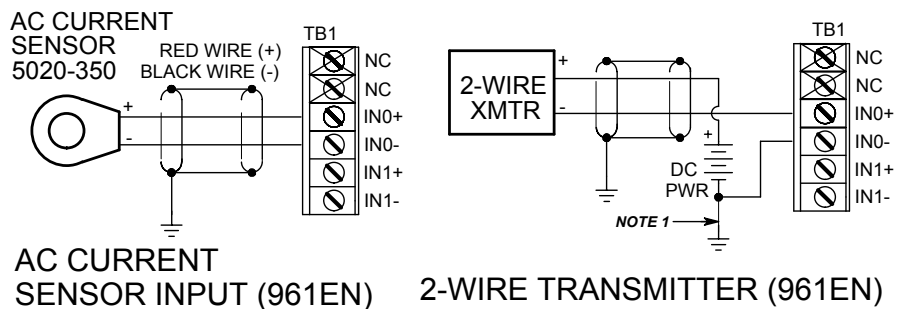 AC CURRENT
SENSOR
5020-350
RED WIRE (+)
BLACK WIRE (-)
+
-
TB1
NC
NC
IN0+
IN0-
IN1+
IN1-
AC CURRENT
SENSOR INPUT (961EN)
2-WIRE
XMTR
+
-
+
DC
PWR
NOTE 1
TB1
NC
NC
IN0+
IN0-
IN1+
IN1-
2-WIRE TRANSMITTER (961EN)